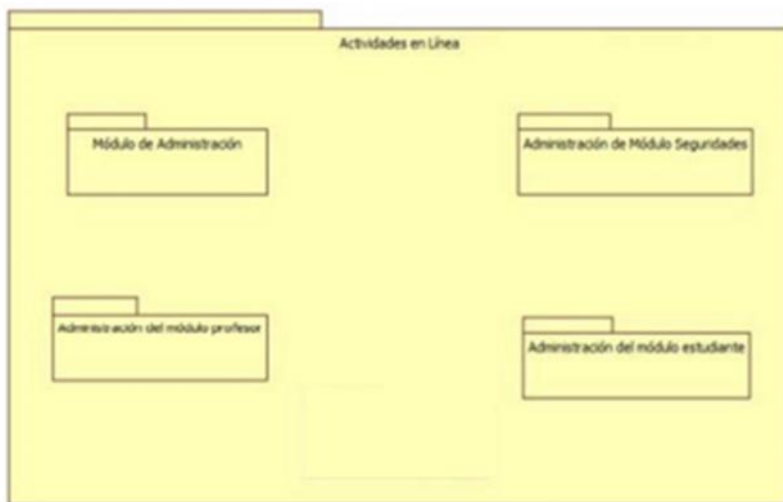 Actividades en Línea
Módulo de Administración
Administración de Módulo Seguridades
Administración del módulo profesor
Administración del módulo estudiante